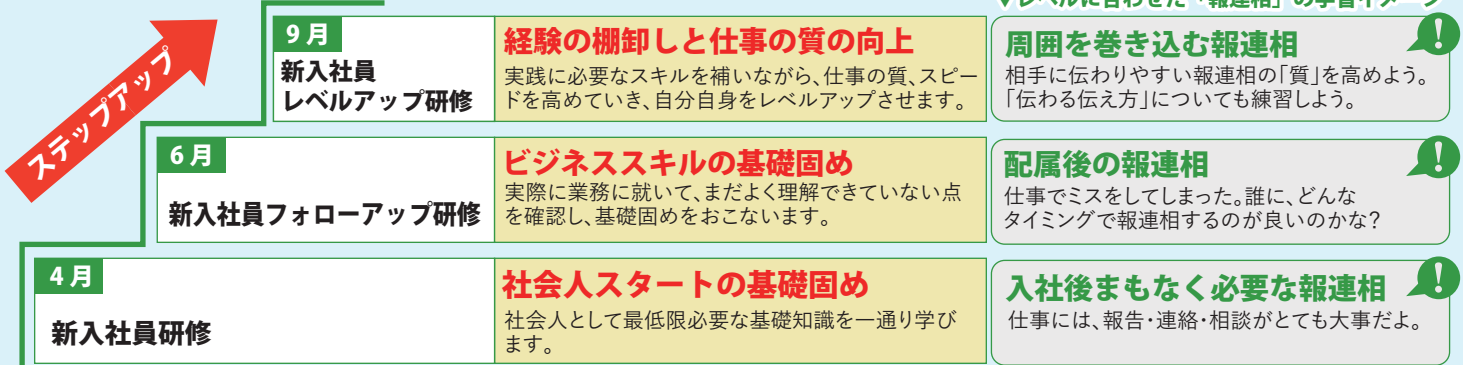 ▼レベルに合わせた「報連相」の学習イメージ
ステップアップ
9月
新入社員
レベルアップ研修
経験の棚卸しと仕事の質の向上
実践に必要なスキルを補いながら、仕事の質、スピー
ドを高めていき、自分自身をレベルアップさせます。
周囲を巻き込む報連相
相手に伝わりやすい報連相の「質」を高めよう。
「伝わる伝え方」についても練習しよう。
6月
新入社員フォローアップ研修
ビジネススキルの基礎固め
実際に業務に就いて、まだよく理解できていない点
を確認し、基礎固めをおこないます。
配属後の報連相
仕事でミスをしてしまった。誰に、どんな
タイミングで報連相するのが良いのかな?
4月
新入社員研修
社会人スタートの基礎固め
社会人として最低限必要な基礎知識を一通り学び
ます。
入社後まもなく必要な報連相
仕事には、報告・連絡・相談がとても大事だよ。